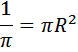 1/π = πR²